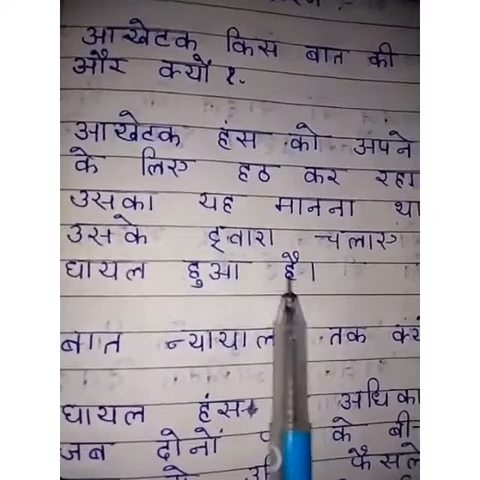 आखेटक किस बात की
और क्यों ?.
आखेटक हंस को अपने
के लिए हठ कर रहा
उसका यह मानना था
उसके द्वारा चलाए
घायल हुआ है।
बात न्यायाल तक क्यों
घायल हंस अधिका
जब दोनों के बी
फैसले